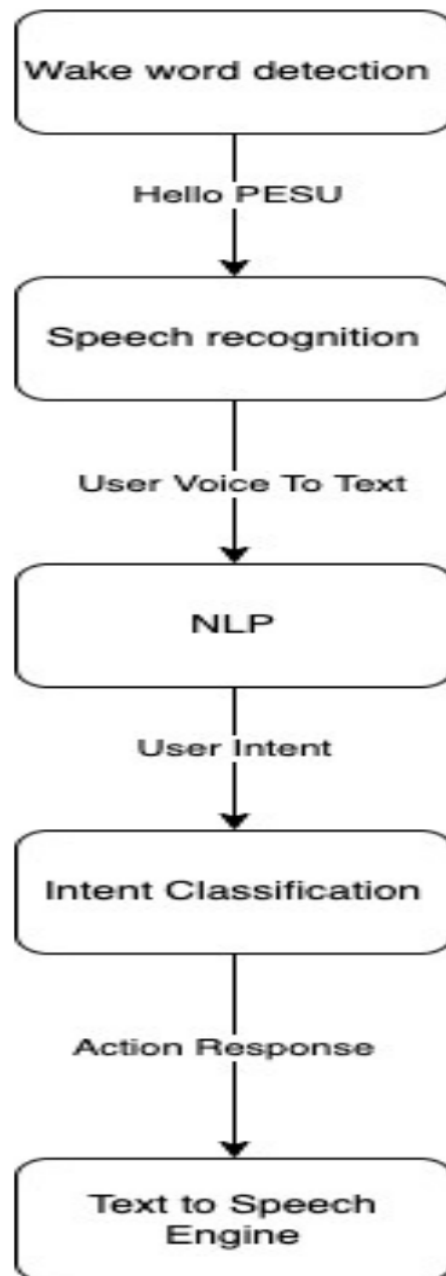 Wake word detection
Hello PESU
Speech recognition
User Voice To Text
NLP
User Intent
Intent Classification
Action Response
Text to Speech
Engine